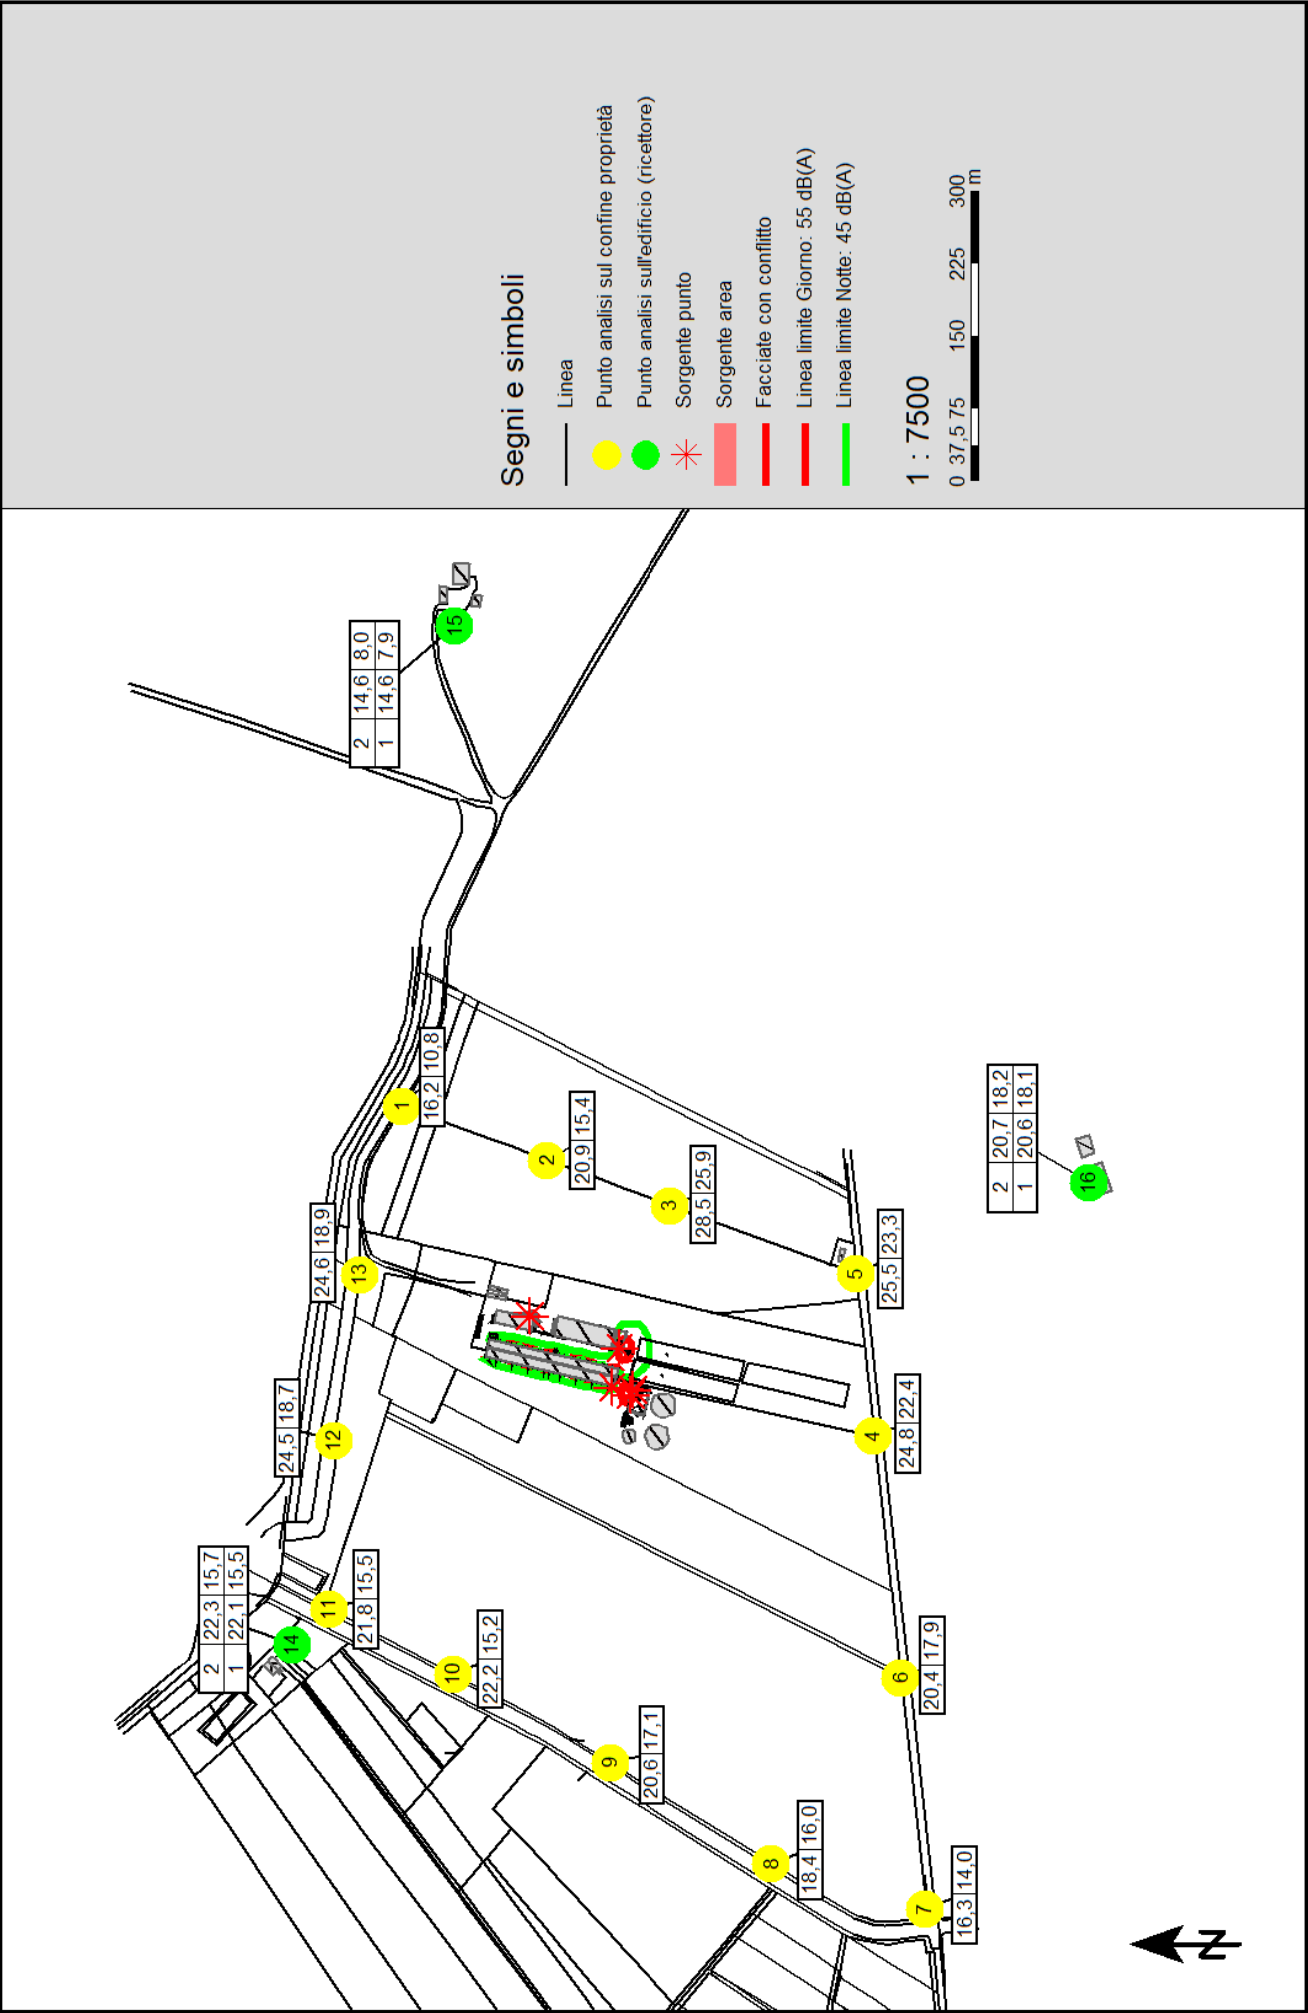 Segni e simboli
Linea
Punto analisi sul confine proprietà
Punto analisi sull'edificio (ricettore)
Sorgente punto
Sorgente area
Facciate con conflitto
Linea limite Giorno: 55 dB(A)
Linea limite Notte: 45 dB(A)
1 : 7500
0 37,5 75 150 225 300
m
2 14,6 8,0
1 14,6 7,9
15
1
16,2 10,8
2
20,9 15,4
3
28,5 25,9
5
25,5 23,3
2 20,7 18,2
1 20,6 18,1
16
24,6 18,9
13
24,5 18,7
12
4
24,8 22,4
2 22,3 15,7
1 22,1 15,5
14
11
21,8 15,5
10
22,2 15,2
9
20,6 17,1
6
20,4 17,9
8
18,4 16,0
7
16,3 14,0
N